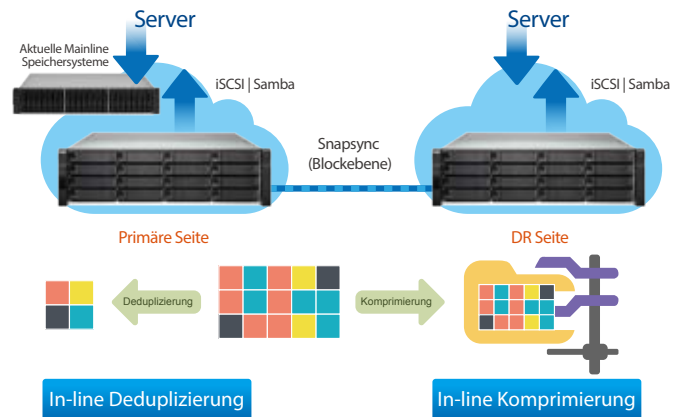 Server
Server
Aktuelle Mainline
Speichersysteme
iSCSI | Samba
iSCSI | Samba
Snapsync
(Blockebene)
Primäre Seite
DR Seite
Deduplizierung
Komprimierung
In-line Deduplizierung
In-line Komprimierung